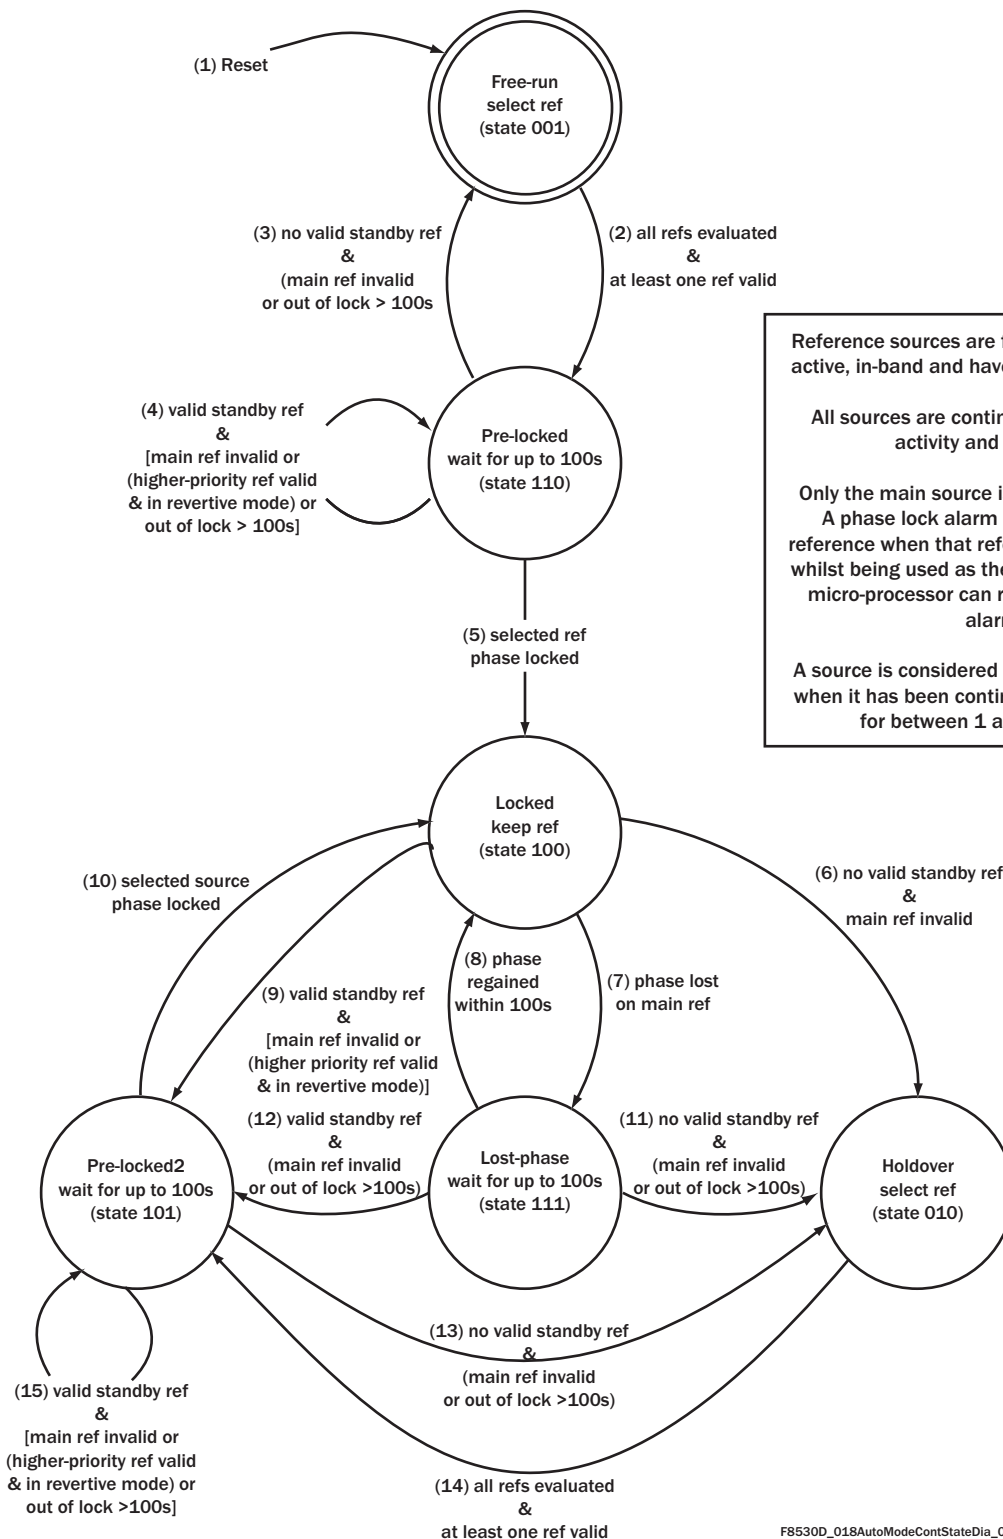 (1) Reset
Free-run
select ref
(state 001)
(3) no valid standby ref
&
(main ref invalid
or out of lock > 100s
(2) all refs evaluated
&
at least one ref valid
Reference sources are
active, in-band and have
All sources are
activity and
Only the main source
A phase lock alarm
reference when that
whilst being used as
micro-processor can
A source is considered
when it has been
for between 1
(4) valid standby ref
&
[main ref invalid or
(higher-priority ref valid
& in revertive mode) or
out of lock > 100s]
Pre-locked
wait for up to 100s
(state 110)
(5) selected ref
phase locked
Locked
keep ref
(state 100)
(10) selected source
phase locked
(6) no valid standby ref
&
main ref invalid
(8) phase
regained
within 100s
(7) phase lost
on main ref
(9) valid standby ref
&
[main ref invalid or
(higher priority ref valid
& in revertive mode)]
(12) valid standby ref
&
(main ref invalid
or out of lock >100s)
(11) no valid standby ref
&
(main ref invalid
or out of lock >100s)
Pre-locked2
wait for up to 100s
(state 101)
Lost-phase
wait for up to 100s
(state 111)
Holdover
select ref
(state 010)
(13) no valid standby ref
&
(main ref invalid
or out of lock >100s)
(15) valid standby ref
&
[main ref invalid or
(higher-priority ref valid
& in revertive mode) or
out of lock >100s]
(14) all refs evaluated
&
at least one ref valid
F8530D_018AutoModeContStateDia_0